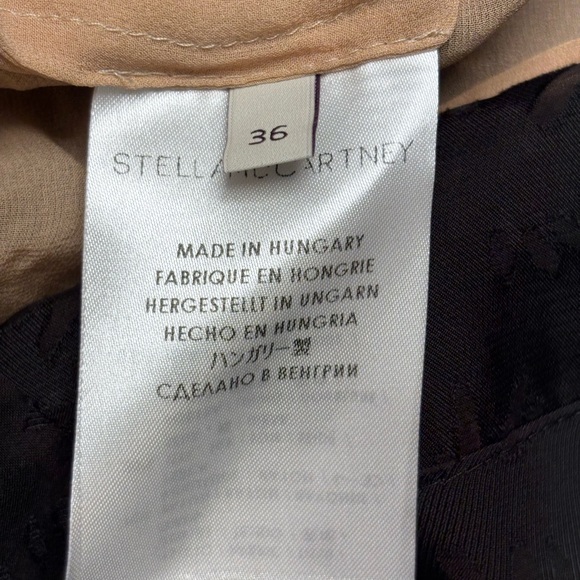 36
STELLA McCARTNEY
MADE IN HUNGARY
FABRIQUE EN HONGRIE
HERGESTELLT IN UNGARN
HECHO EN HUNGRIA
ハンガリー製
СДЕЛАНО В ВЕНГРИИ